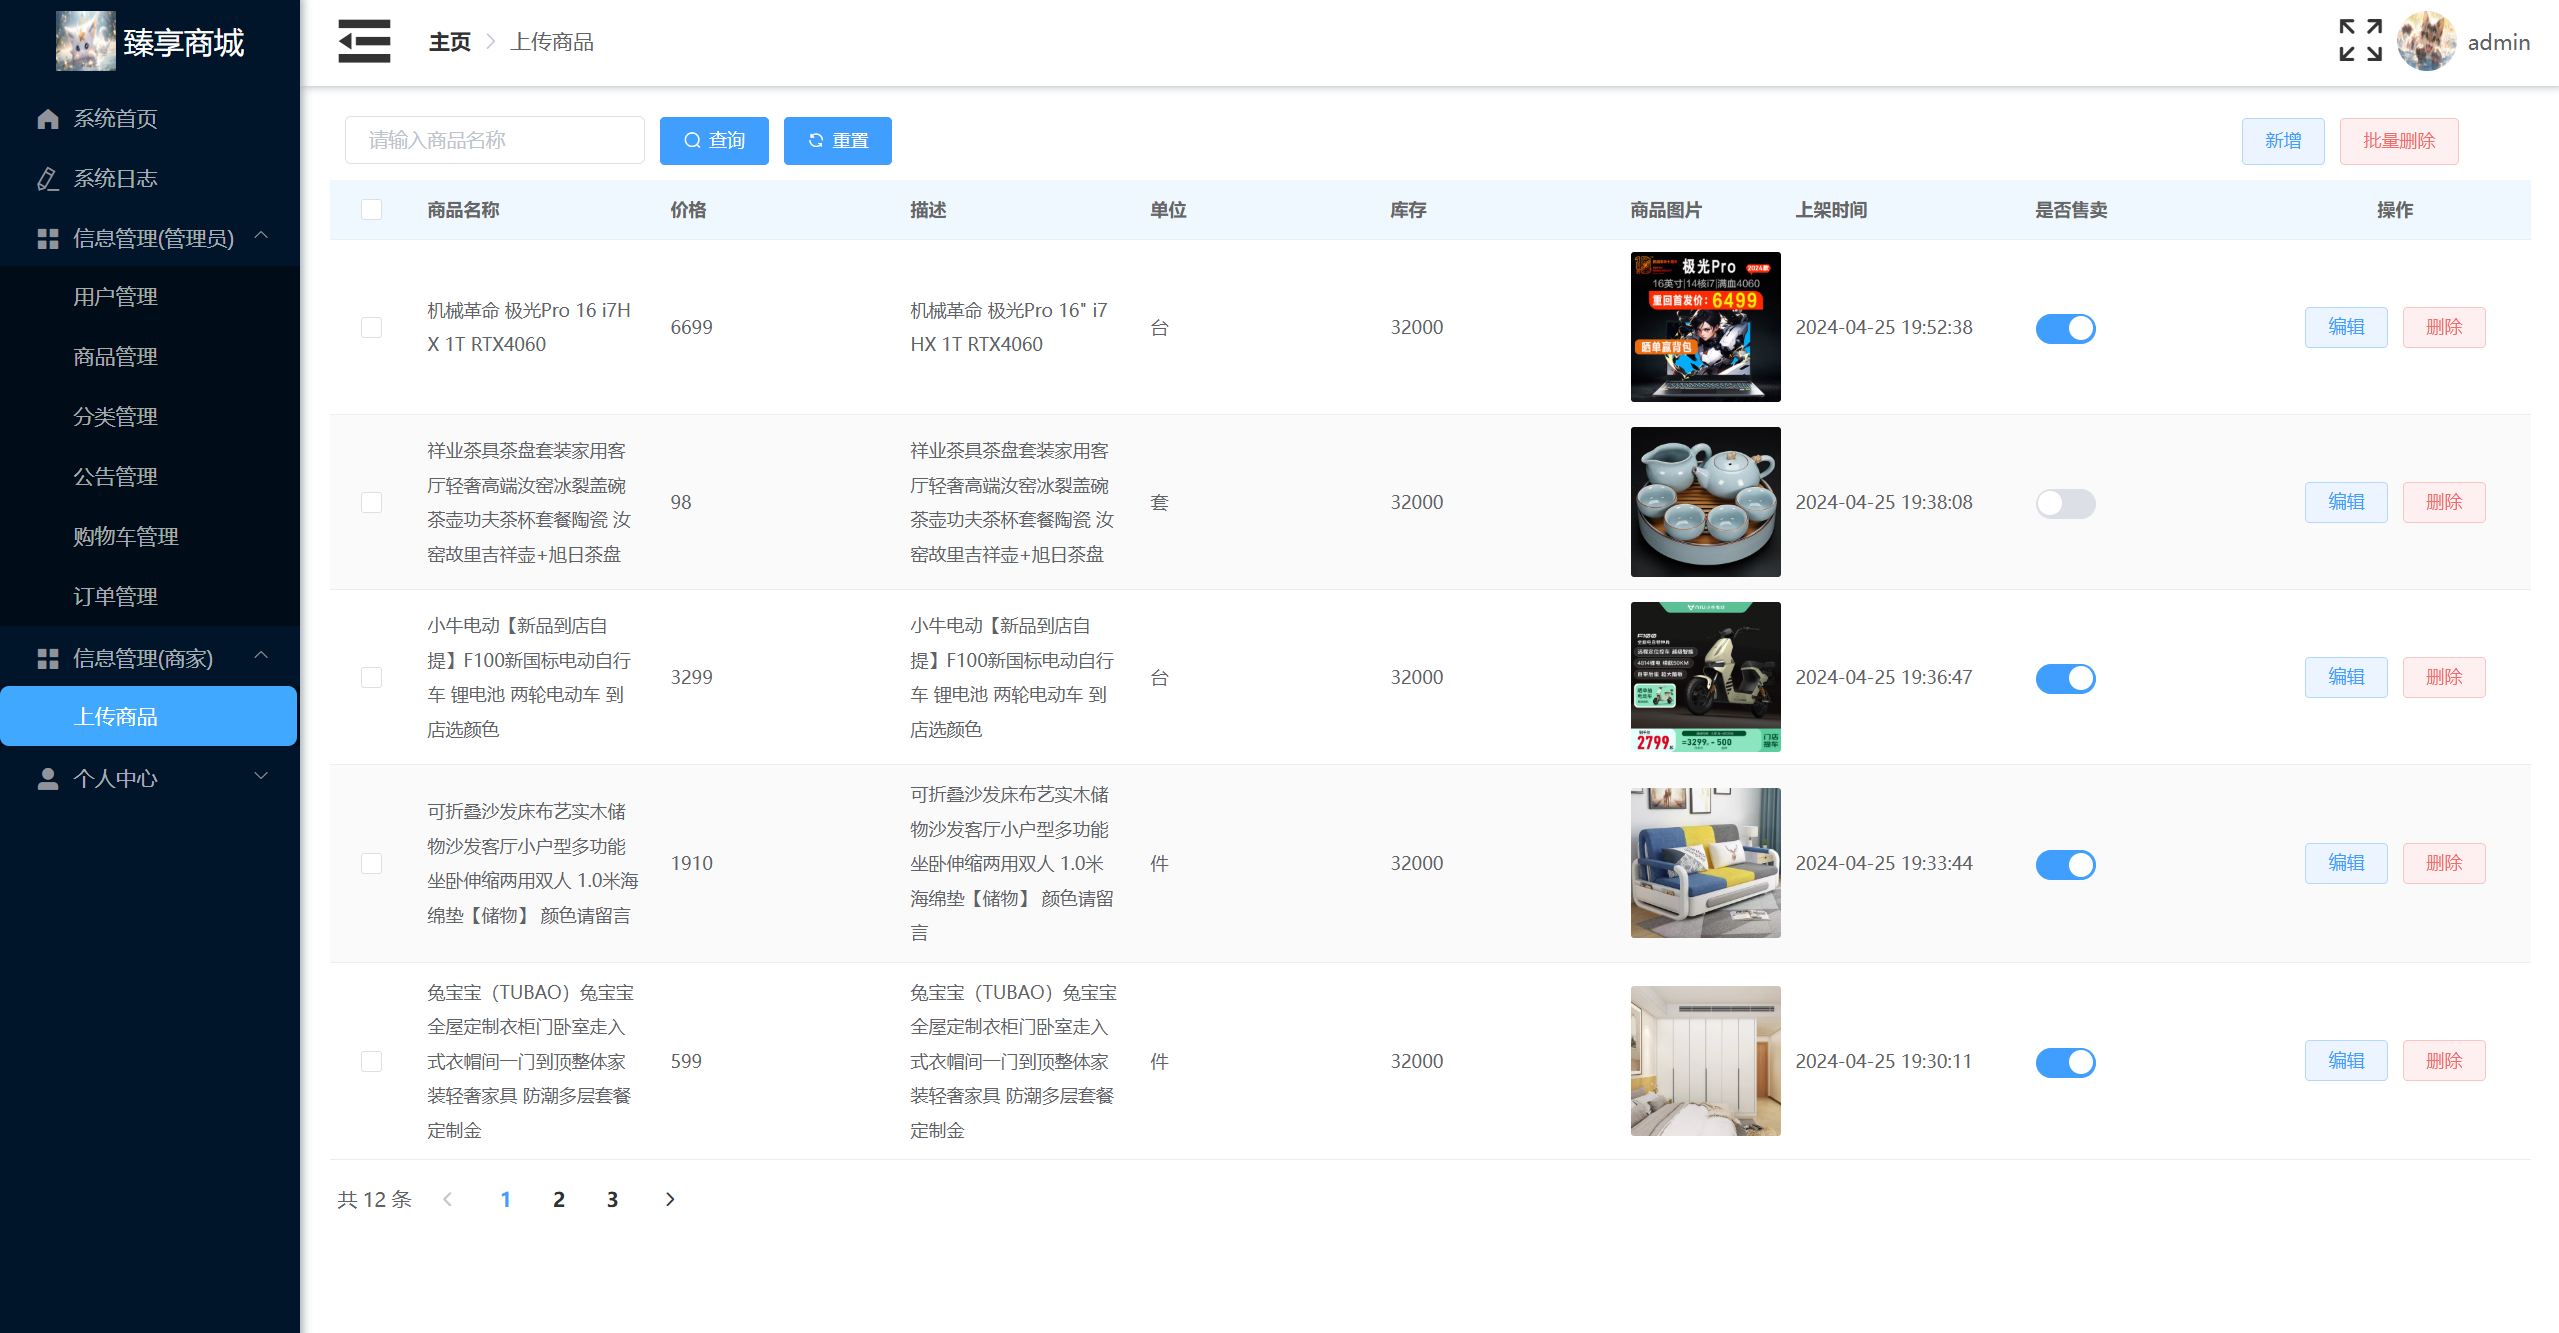 臻享商城
主页
上传商品
admin
系统首页
系统日志
信息管理(管理员)
用户管理
商品管理
分类管理
公告管理
购物车管理
订单管理
信息管理(商家)
上传商品
个人中心
请输入商品名称
查询
重置
新增
批量删除
商品名称 价格 描述 单位 库存 商品图片 上架时间 是否售卖 操作
机械革命 极光Pro 16 i7H
X 1T RTX4060
6699
机械革命 极光Pro 16" i7
HX 1T RTX4060
台
32000
极光Pro 2024款
16英寸|14核i7|满血4060
重回首发价：6499
晒单赢背包
2024-04-25 19:52:38
编辑
删除
祥业茶具茶盘套装家用客
厅轻奢高端汝窑冰裂盖碗
茶壶功夫茶杯套餐陶瓷 汝
窑故里吉祥壶+旭日茶盘
98
祥业茶具茶盘套装家用客
厅轻奢高端汝窑冰裂盖碗
茶壶功夫茶杯套餐陶瓷 汝
窑故里吉祥壶+旭日茶盘
套
32000
2024-04-25 19:38:08
编辑
删除
小牛电动【新品到店自
提】F100新国标电动自行
车 锂电池 两轮电动车 到
店选颜色
3299
小牛电动【新品到店自
提】F100新国标电动自行
车 锂电池 两轮电动车 到
店选颜色
台
32000
F100
2799
=3299-500
门店
提车
2024-04-25 19:36:47
编辑
删除
可折叠沙发床布艺实木储
物沙发客厅小户型多功能
坐卧伸缩两用双人 1.0米海
绵垫【储物】 颜色请留言
1910
可折叠沙发床布艺实木储
物沙发客厅小户型多功能
坐卧伸缩两用双人 1.0米
海绵垫【储物】 颜色请留
言
件
32000
2024-04-25 19:33:44
编辑
删除
兔宝宝（TUBAO）兔宝宝
全屋定制衣柜门卧室走入
式衣帽间一门到顶整体家
装轻奢家具 防潮多层套餐
定制金
599
兔宝宝（TUBAO）兔宝宝
全屋定制衣柜门卧室走入
式衣帽间一门到顶整体家
装轻奢家具 防潮多层套餐
定制金
件
32000
2024-04-25 19:30:11
编辑
删除
共 12 条
1
2
3